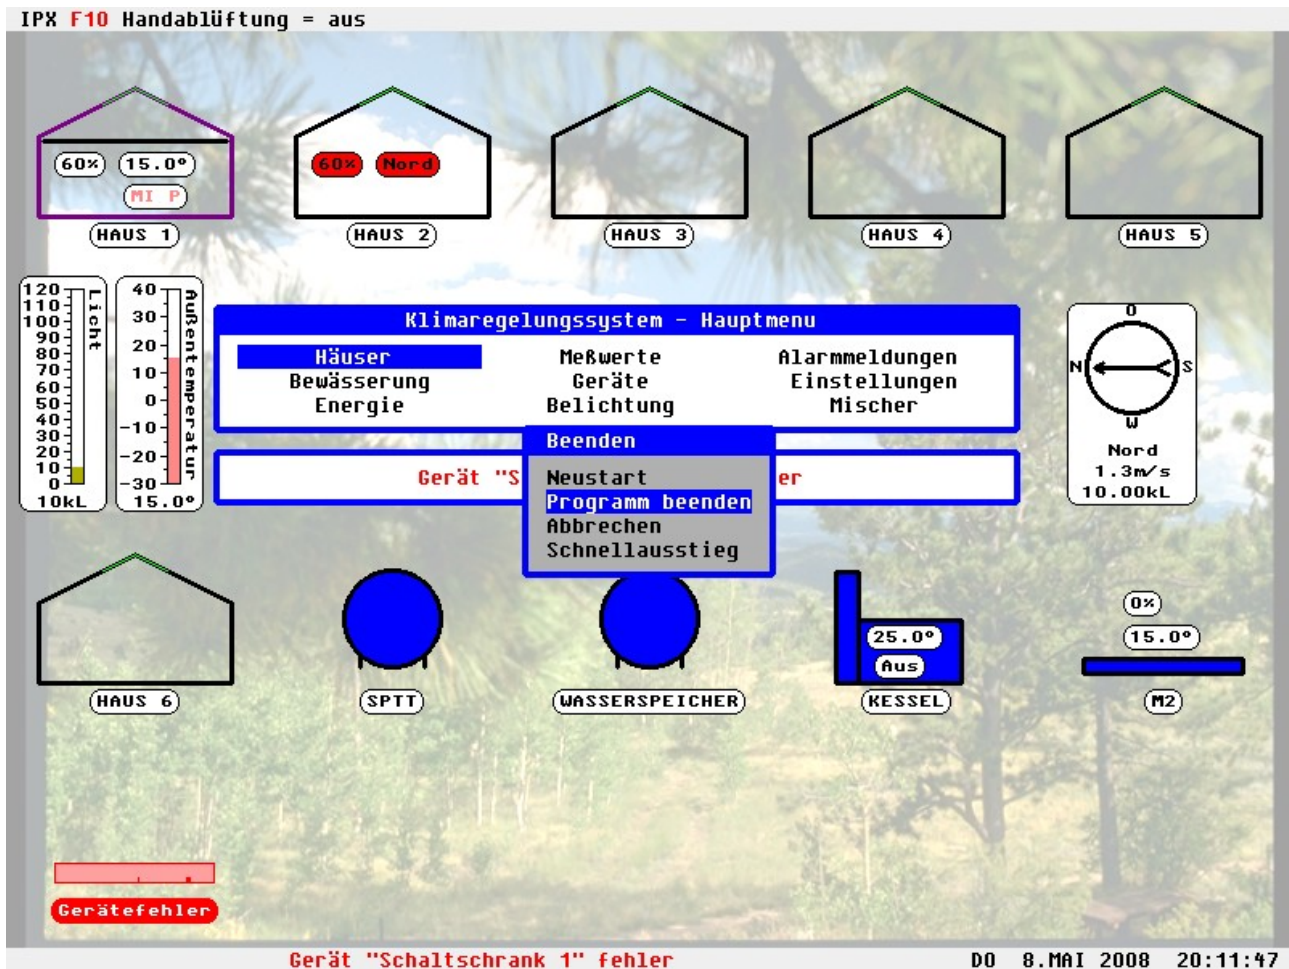 IPX F10 Handablüftung = aus
60% 15.0°
MI P
60% Nord
HAUS 1
HAUS 2
HAUS 3
HAUS 4
HAUS 5
120
110
100
90
80
70
60
50
40
30
20
10
0
Licht
10kL
40
30
20
10
0
-10
-20
-30
Außentemperatur
15.0°
Klimaregelungssystem - Hauptmenu
Häuser Meßwerte Alarmmeldungen
Bewässerung Geräte Einstellungen
Energie Belichtung Mischer
Gerät "S er
Beenden
Neustart
Programm beenden
Abbrechen
Schnellausstieg
O
N S
W
Nord
1.3m/s
10.00kL
HAUS 6
SPTT
WASSERSPEICHER
25.0°
Aus
KESSEL
0%
15.0°
M2
Gerätefehler
Gerät "Schaltschrank 1" fehler DO 8.MAI 2008 20:11:47